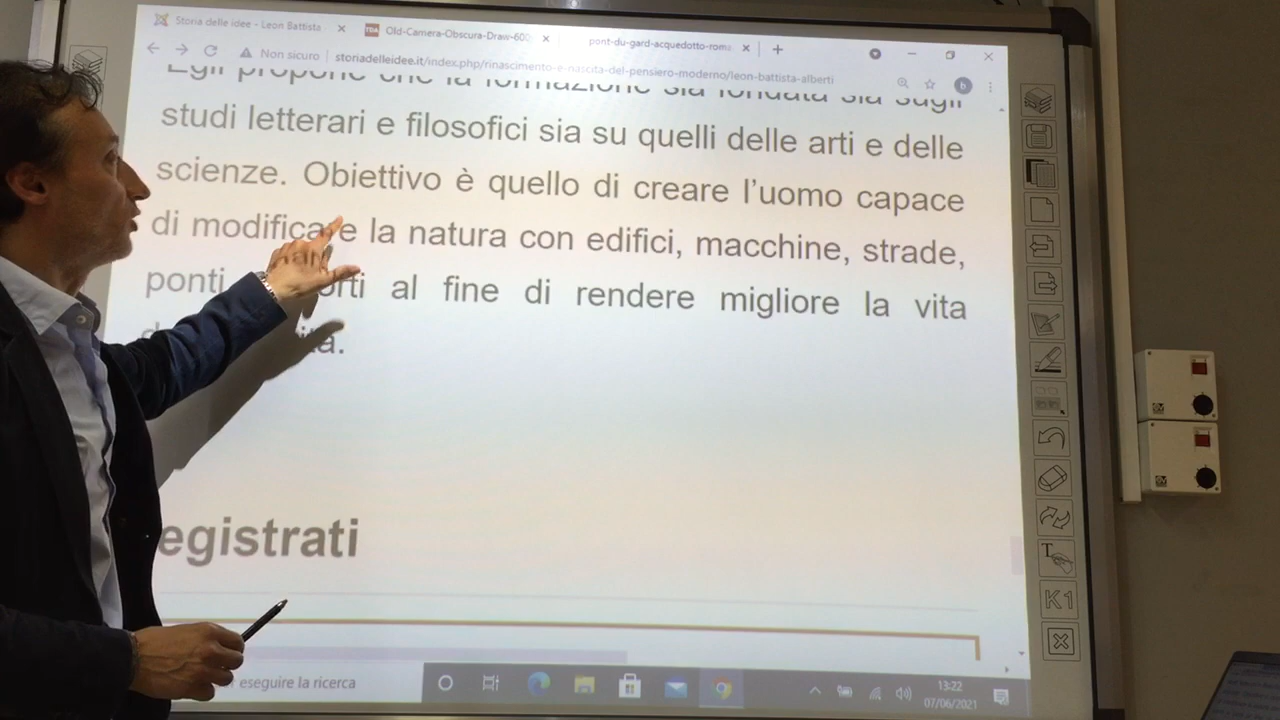 Storia delle idee - Leon Battista
Old-Camera-Obscura-Draw-600
pont-du-gard-acquedotto-roma
Non sicuro
storiadelleidee.it/index.php/rinascimento-e-nascita-del-pensiero-moderno/leon-battista-alberti
Egli propone che la formazione sia fondata sia sugli
studi letterari e filosofici sia su quelli delle arti e delle
scienze. Obiettivo è quello di creare l'uomo capace
di modificare la natura con edifici, macchine, strade,
ponti al fine di rendere migliore la vita
egistrati
eseguire la ricerca
13:22
07/06/2021
T
K1